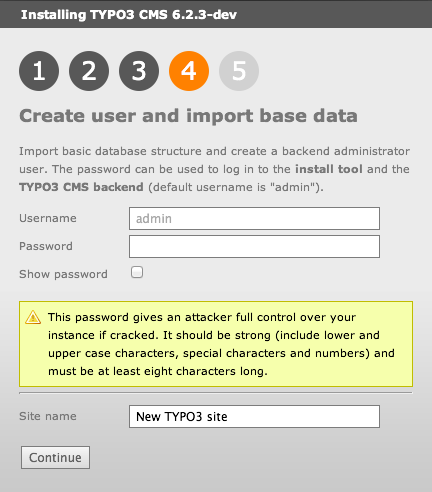 Installing TYPO3 CMS 6.2.3-dev
1 2 3 4 5
Create user and import base data
Import basic database structure and create a backend administrator
user. The password can be used to log in to the install tool and the
TYPO3 CMS backend (default username is "admin").
Username admin
Password
Show password
This password gives an attacker full control over your
instance if cracked. It should be strong (include lower and
upper case characters, special characters and numbers) and
must be at least eight characters long.
Site name New TYPO3 site
Continue